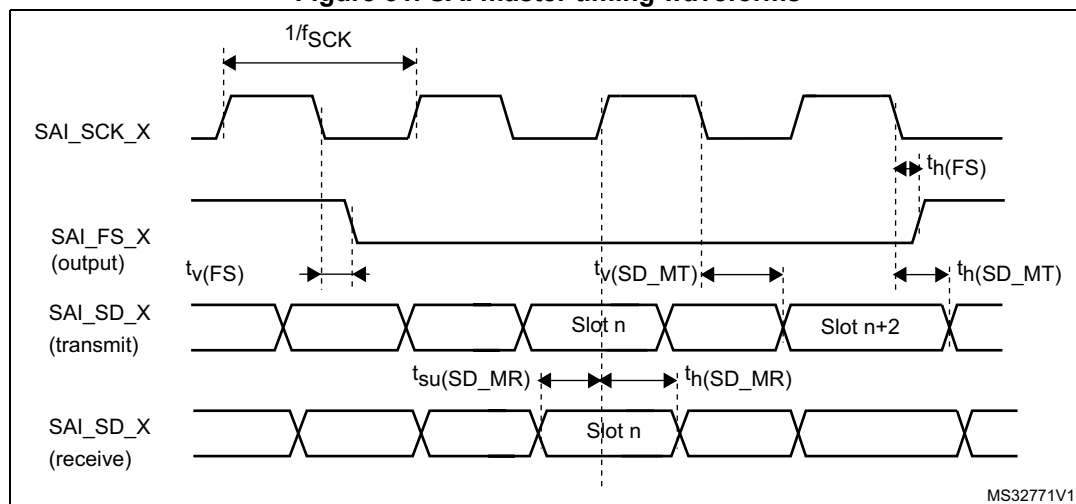 1/fSCK
SAI_SCK_X
th(FS)
SAI_FS_X
(output)
tv(FS)
tv(SD_MT)
th(SD_MT)
SAI_SD_X
(transmit)
Slot n
Slot n+2
tsu(SD_MR)
th(SD_MR)
SAI_SD_X
(receive)
Slot n
MS32771V1